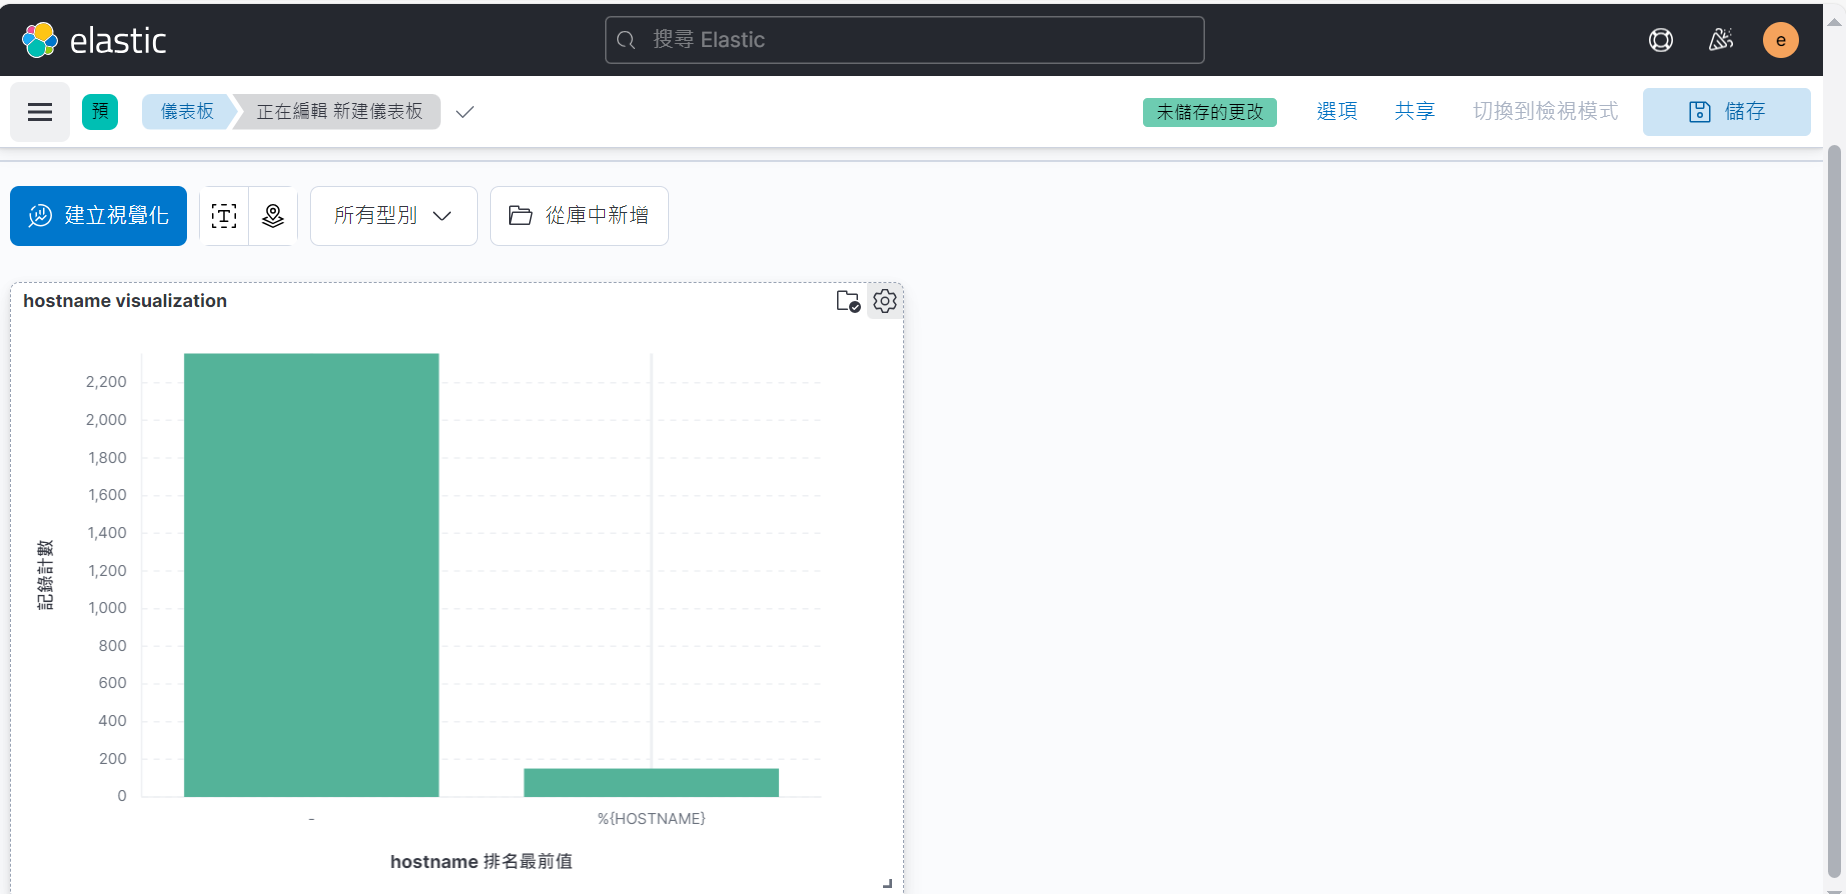 elastic
搜尋 Elastic
e
預
儀表板
正在編輯 新建儀表板
未儲存的更改
選項
共享
切換到檢視模式
儲存
建立視覺化
T
所有型別
從庫中新增
hostname visualization
2,200
2,000
1,800
1,600
1,400
1,200
1,000
800
600
400
200
0
記錄計數
-
%{HOSTNAME}
hostname 排名最前值